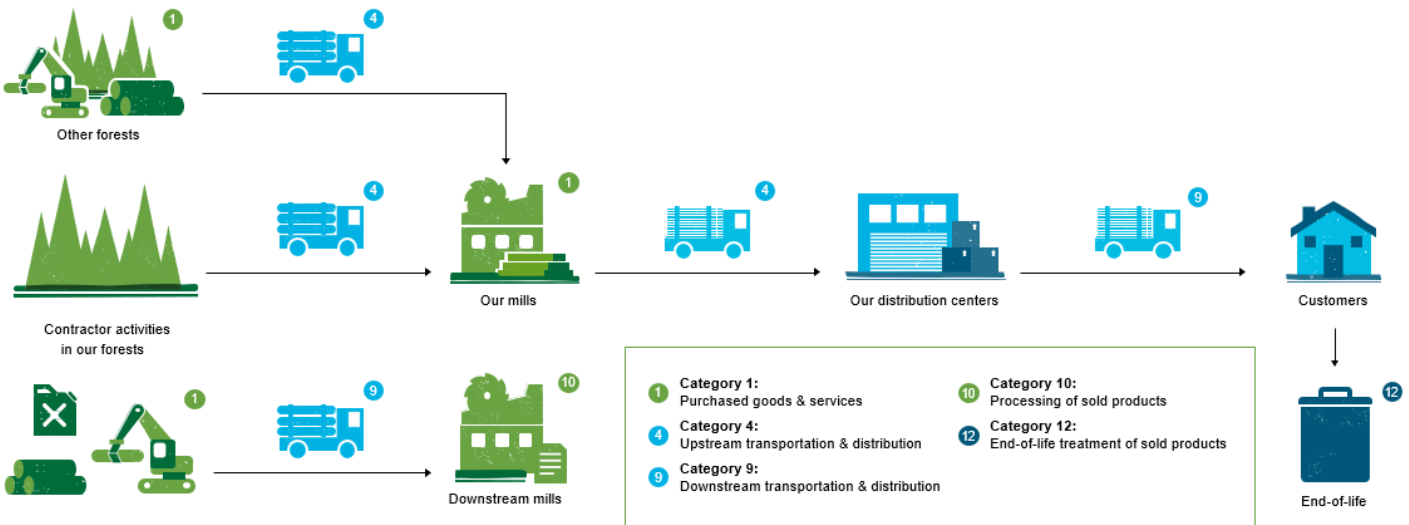 1
4
Other forests
4
1
4
9
Our mills
Our distribution centers
Customers
Contractor activities
in our forests
1
9
10
12
Downstream mills
End-of-life
1
Category 1:
Purchased goods & services
4
Category 4:
Upstream transportation & distribution
9
Category 9:
Downstream transportation & distribution
10
Category 10:
Processing of sold products
12
Category 12:
End-of-life treatment of sold products